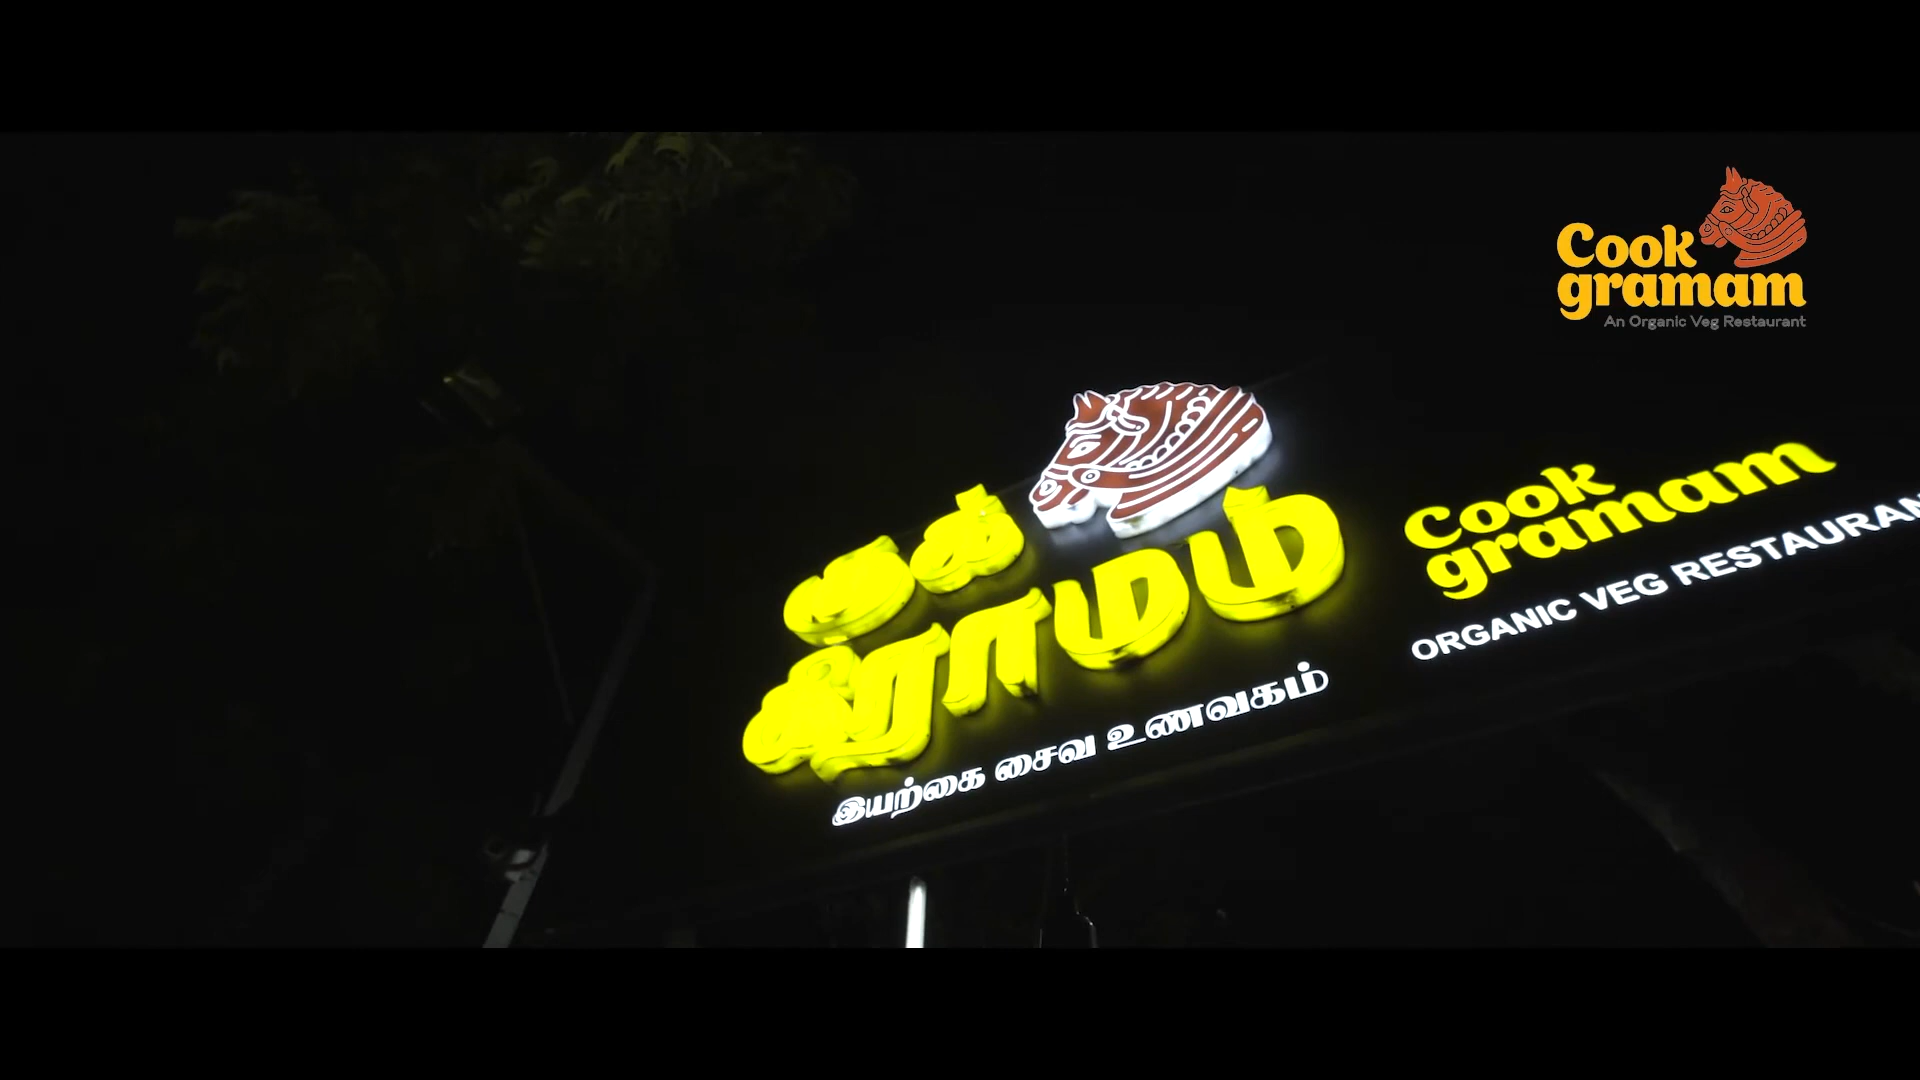 Cook
gramam
An Organic Veg Restaurant
குக்
கிராமம்
இயற்கை சைவ உணவகம்
Cook
gramam
ORGANIC VEG RESTAURAN